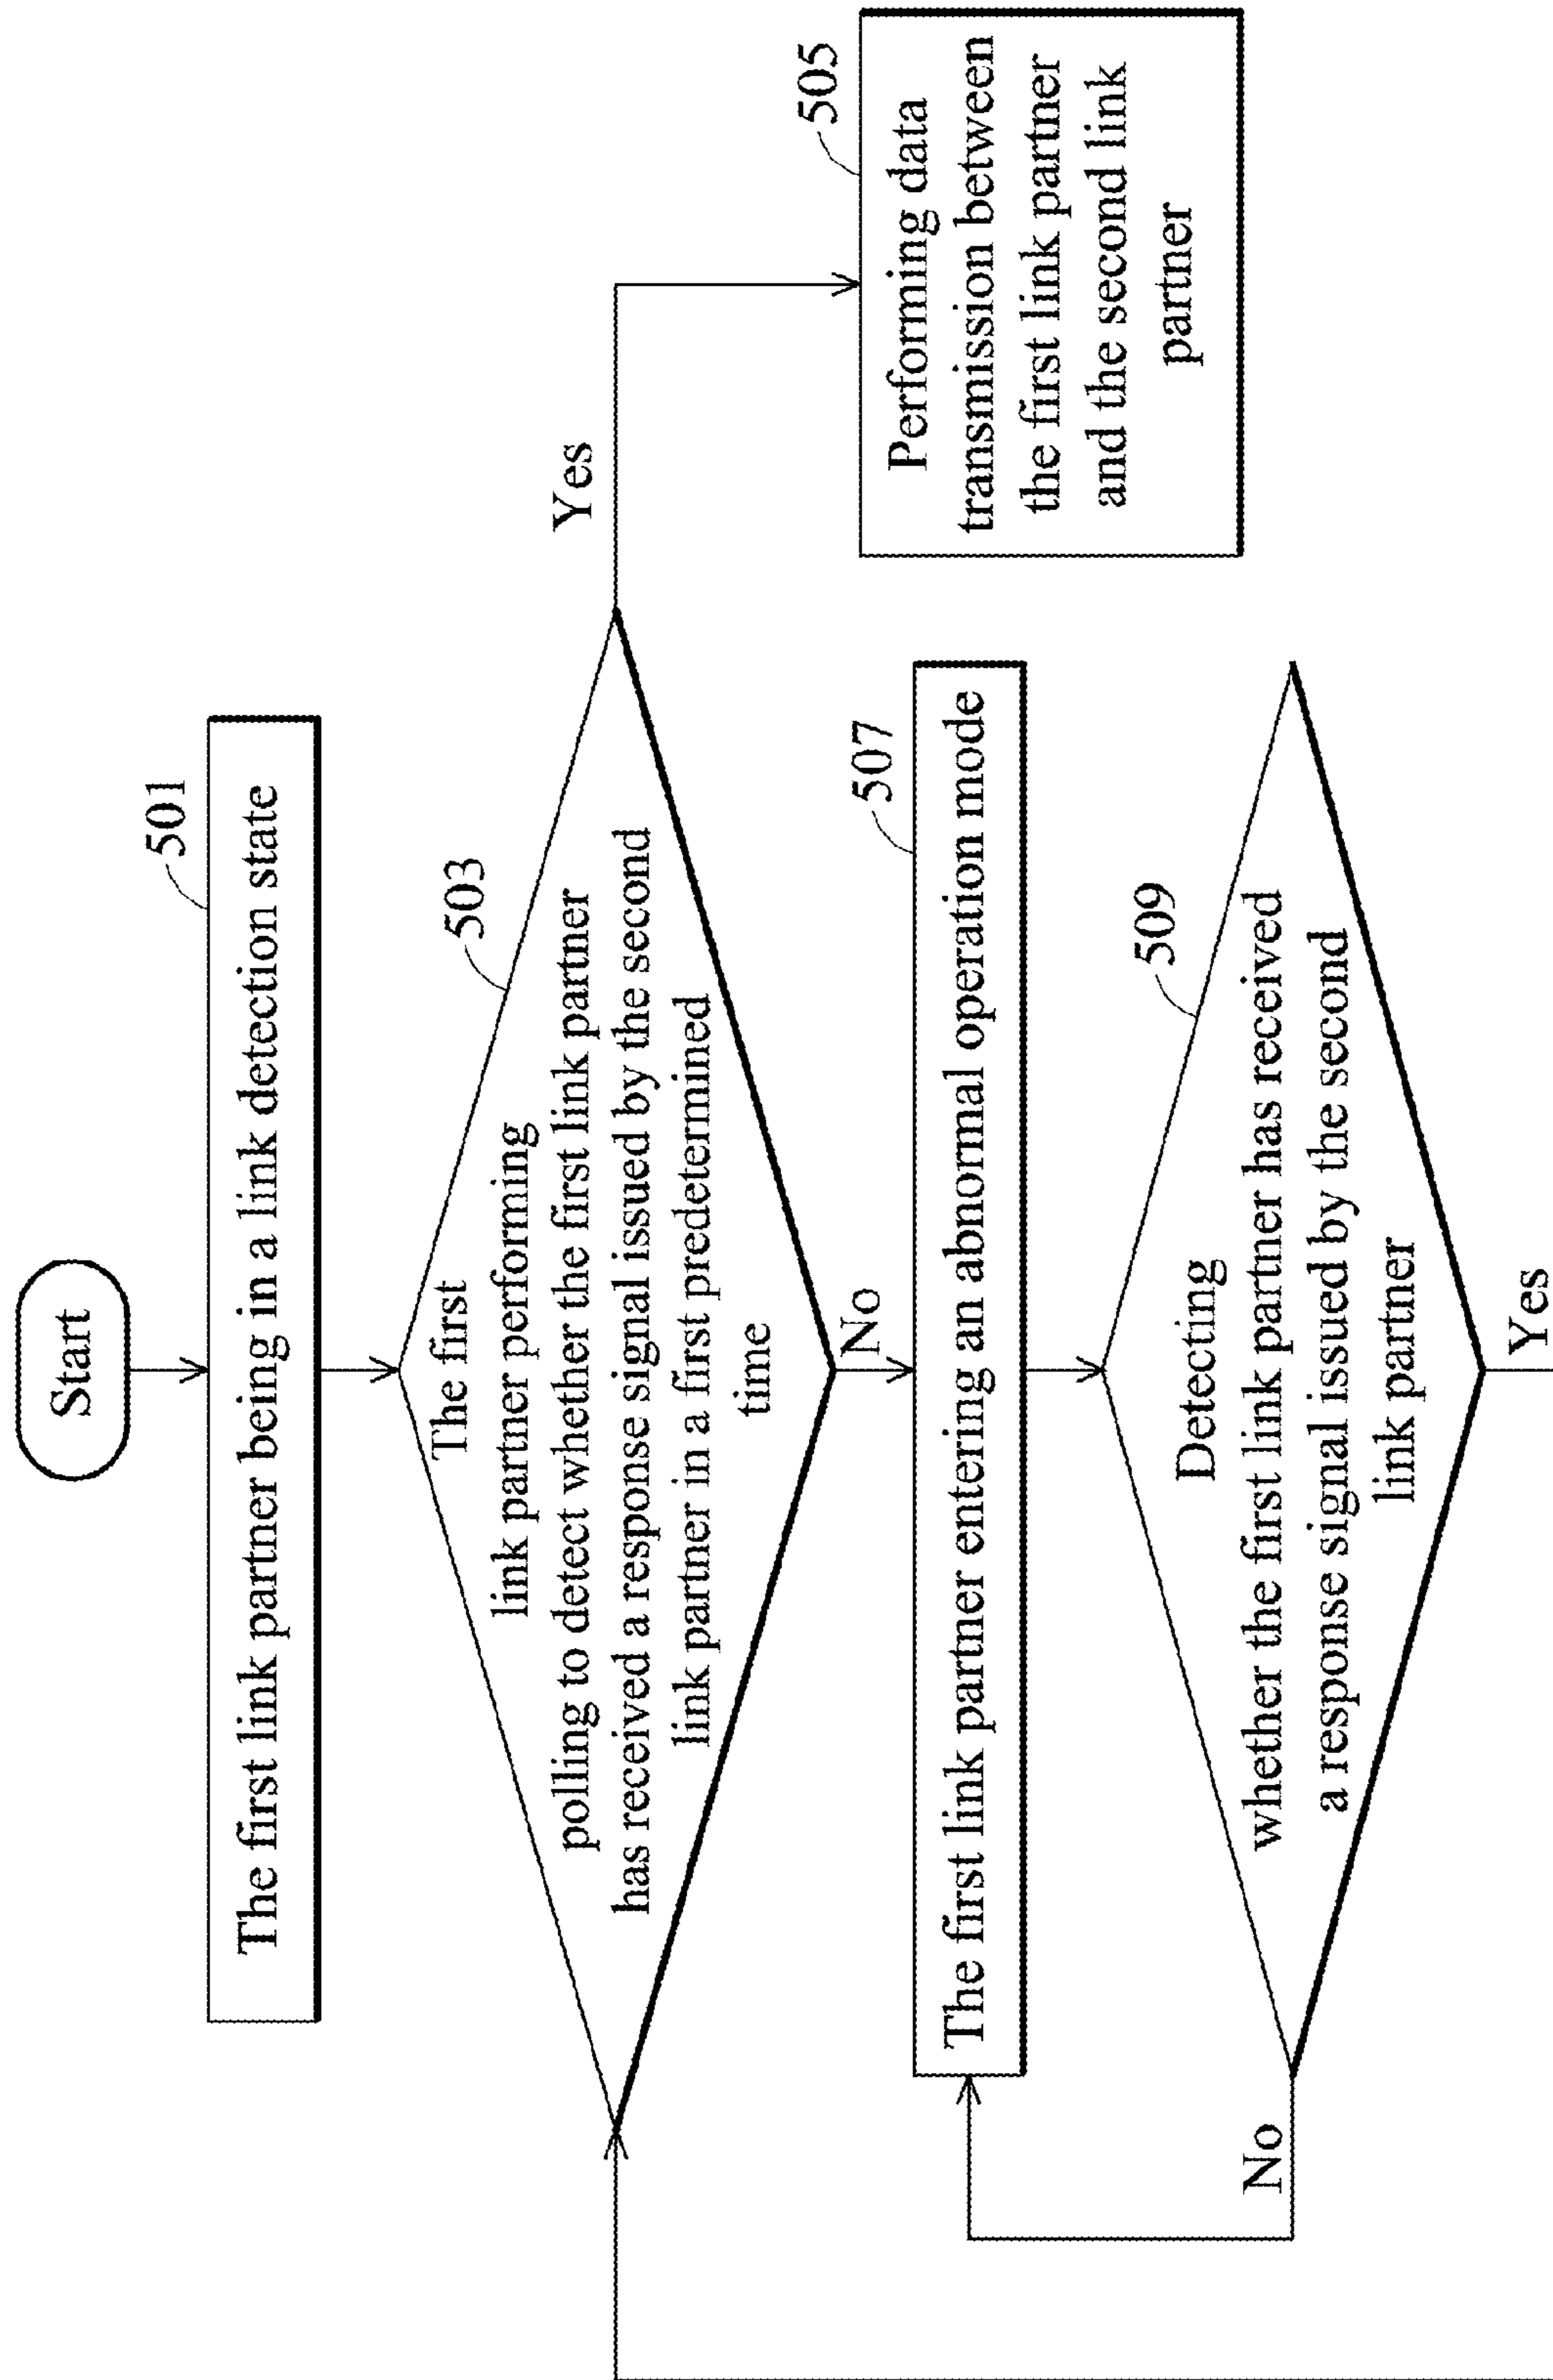 Start
501
The first link partner being in a link detection state
503
The first
link partner performing
polling to detect whether the first link partner
has received a response signal issued by the second
link partner in a first predetermined
time
Yes
505
Performing data
transmission between
the first link partner
and the second link
partner
No
507
The first link partner entering an abnormal operation mode
509
Detecting
whether the first link partner has received
a response signal issued by the second
link partner
No
Yes